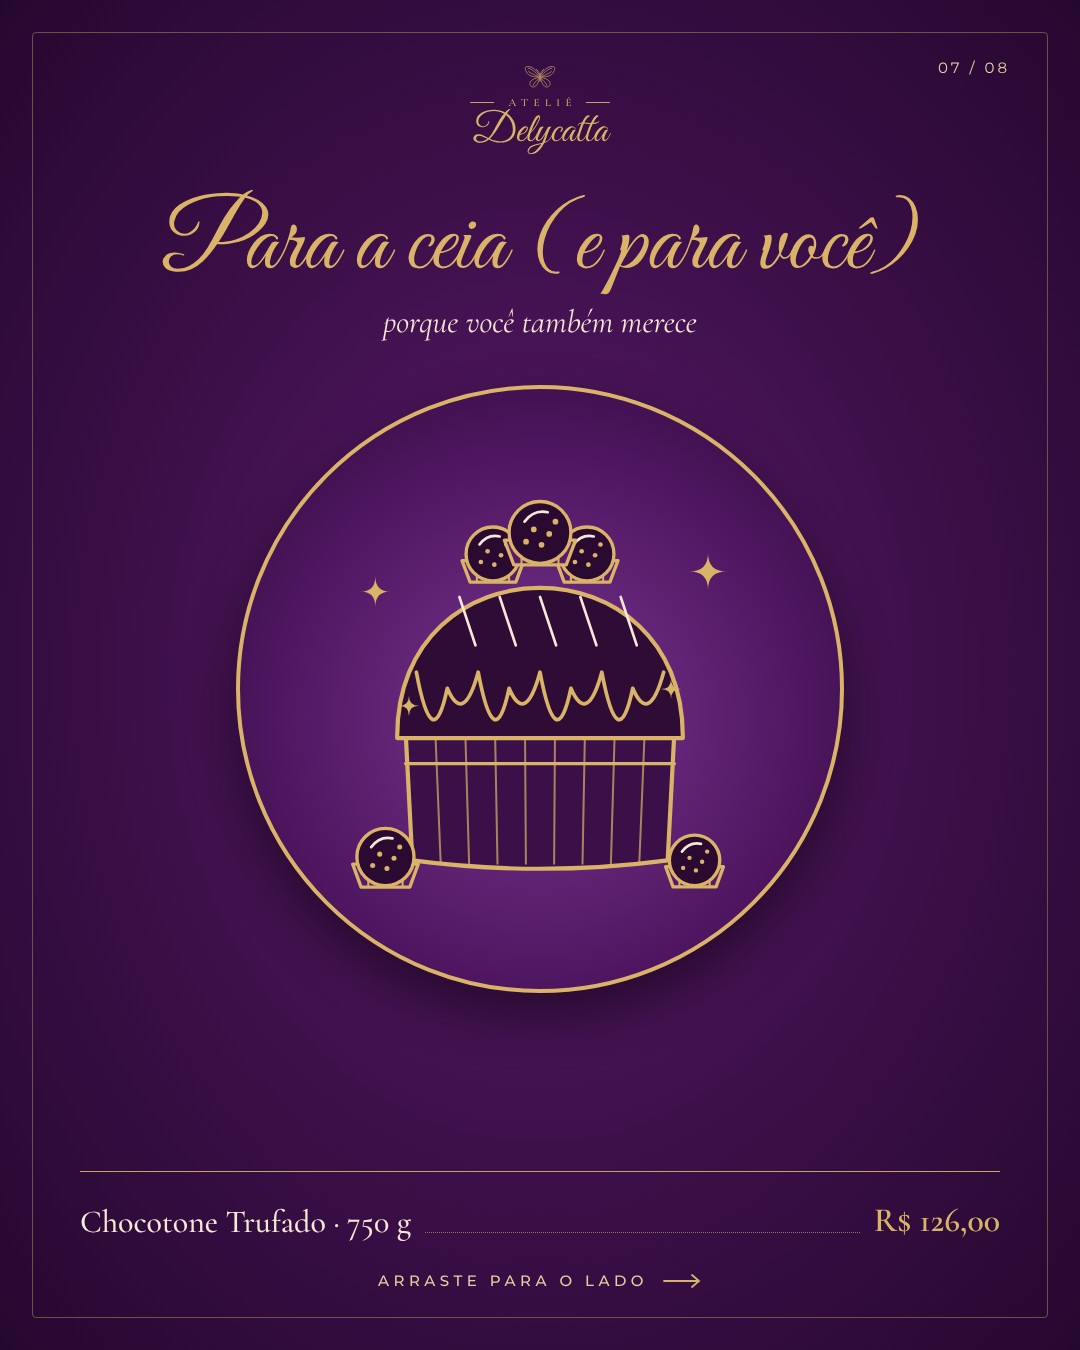 07 / 08
ATELIÊ
Delycatta
Para a ceia (e para você)
porque você também merece
Chocotone Trufado · 750 g R$ 126,00
ARRASTE PARA O LADO